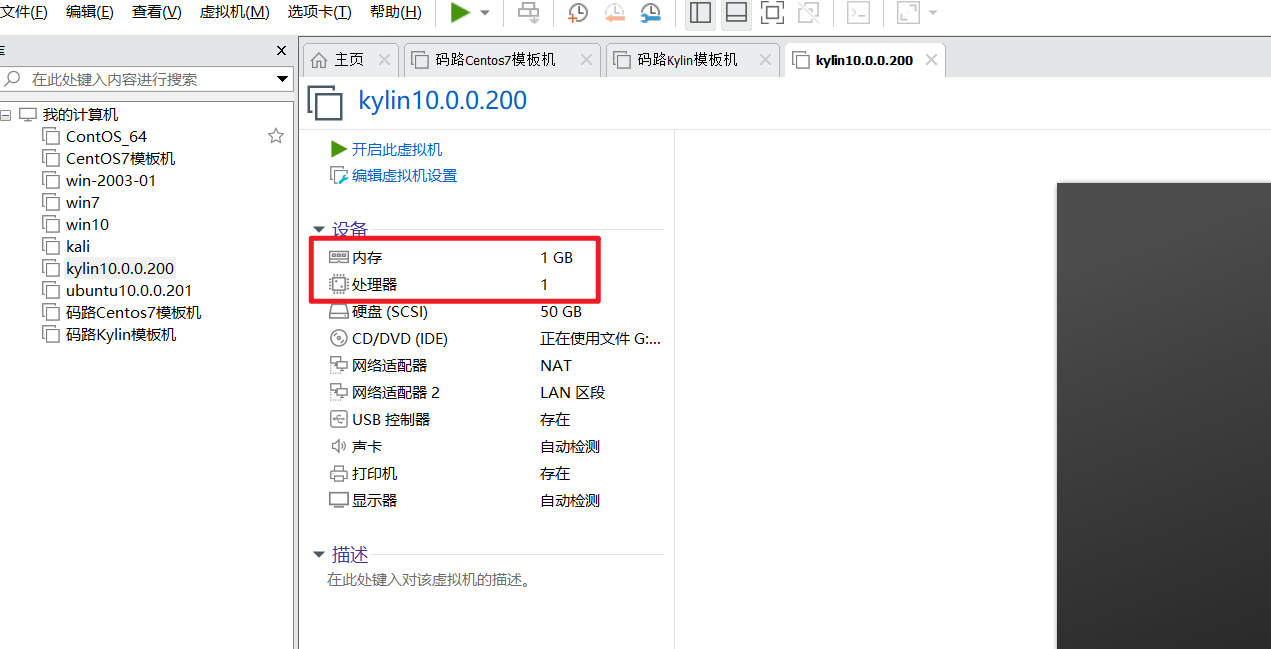 文件(F) 编辑(E) 查看(V) 虚拟机(M) 选项卡(T) 帮助(H)
在此处键入内容进行搜索
我的计算机
ContOS_64
CentOS7模板机
win-2003-01
win7
win10
kali
kylin10.0.0.200
ubuntu10.0.0.201
码路Centos7模板机
码路Kylin模板机
主页 码路Centos7模板机 码路Kylin模板机 kylin10.0.0.200
kylin10.0.0.200
开启此虚拟机
编辑虚拟机设置
设备
内存 1 GB
处理器 1
硬盘 (SCSI) 50 GB
CD/DVD (IDE) 正在使用文件 G:...
网络适配器 NAT
网络适配器 2 LAN 区段
USB 控制器 存在
声卡 自动检测
打印机 存在
显示器 自动检测
描述
在此处键入对该虚拟机的描述。